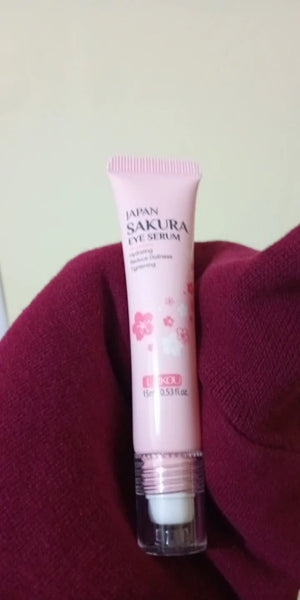 JAPAN
SAKURA
EYE SERUM
Hydrating
Reduce Dullness
Tightening
LAIKOU
15ml 0.53 fl.oz.